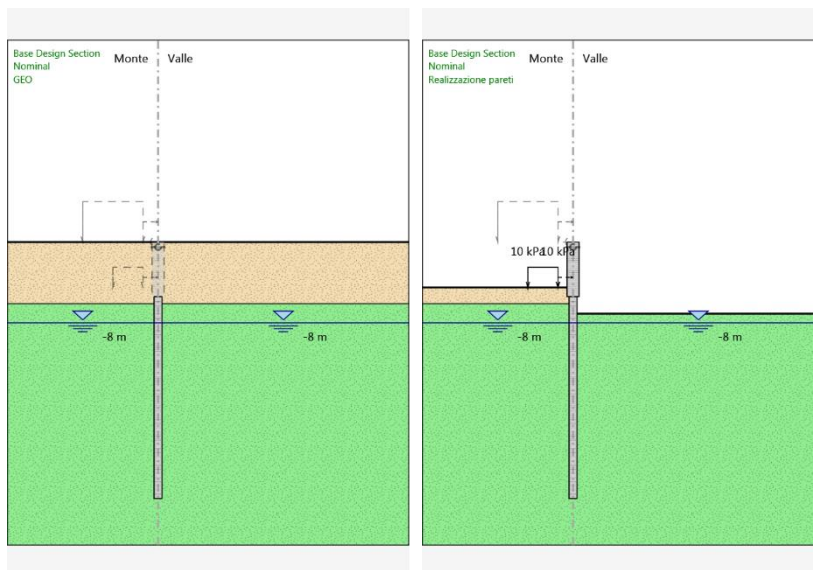 Base Design Section
Nominal
GEO
Monte
Valle
-8 m
-8 m
Base Design Section
Nominal
Realizzazione pareti
Monte
Valle
10 kPa
10 kPa
-8 m
-8 m